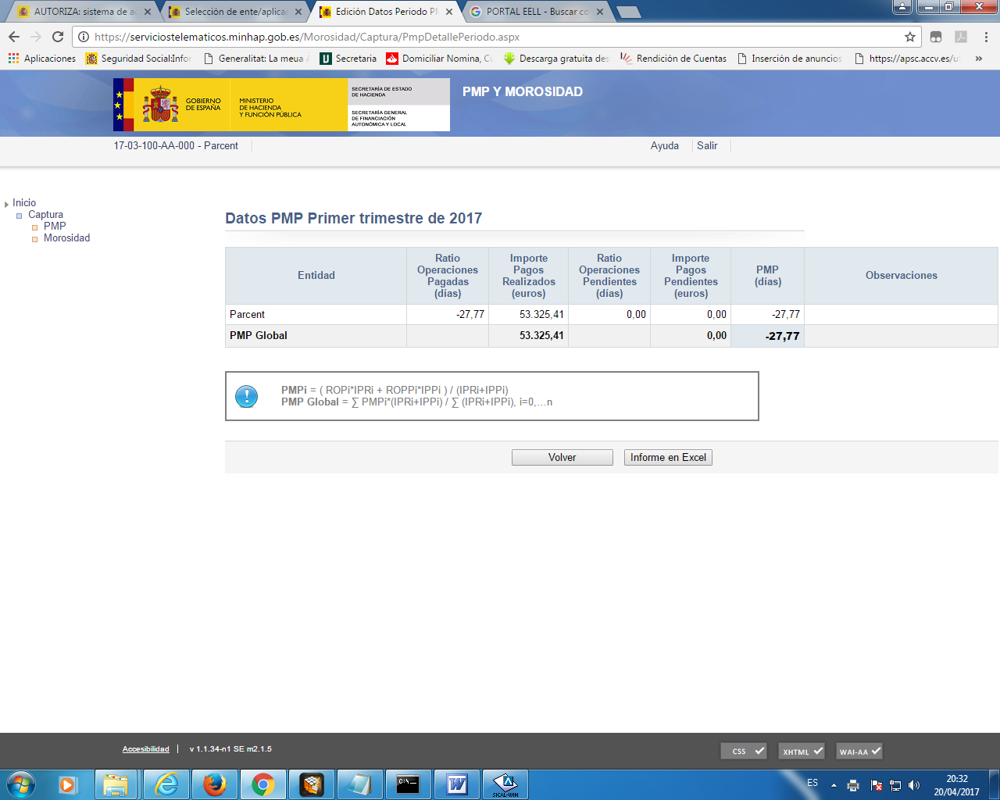 AUTORIZA: sistema de a
Selección de ente/aplica
Edición Datos Periodo P
PORTAL EELL - Buscar co
https://serviciostelematicos.minhap.gob.es/Morosidad/Captura/PmpDetallePeriodo.aspx
Aplicaciones
Seguridad Social:Infor
Generalitat: La meua
Secretaria
Domiciliar Nomina, C
Descarga gratuita des
Rendición de Cuentas
Inserción de anuncios
https://apsc.accv.es/u
»
GOBIERNO
DE ESPAÑA
MINISTERIO
DE HACIENDA
Y FUNCIÓN PÚBLICA
SECRETARÍA DE ESTADO
DE HACIENDA
SECRETARÍA GENERAL
DE FINANCIACIÓN
AUTONÓMICA Y LOCAL
PMP Y MOROSIDAD
17-03-100-AA-000 - Parcent
Ayuda
Salir
Inicio
Captura
PMP
Morosidad
Datos PMP Primer trimestre de 2017
Entidad
Ratio
Operaciones
Pagadas
(días)
Importe
Pagos
Realizados
(euros)
Ratio
Operaciones
Pendientes
(días)
Importe
Pagos
Pendientes
(euros)
PMP
(días)
Observaciones
Parcent -27,77 53.325,41 0,00 0,00 -27,77
PMP Global 53.325,41 0,00 -27,77
PMPi = ( ROPi*IPRi + ROPPi*IPPi ) / (IPRi+IPPi)
PMP Global = ∑ PMPi*(IPRi+IPPi) / ∑ (IPRi+IPPi), i=0,...n
Volver
Informe en Excel
Accesibilidad
v 1.1.34-n1 SE m2.1.5
CSS
XHTML
WAI-AA
C:\_
SICAL-WIN
ES
20:32
20/04/2017